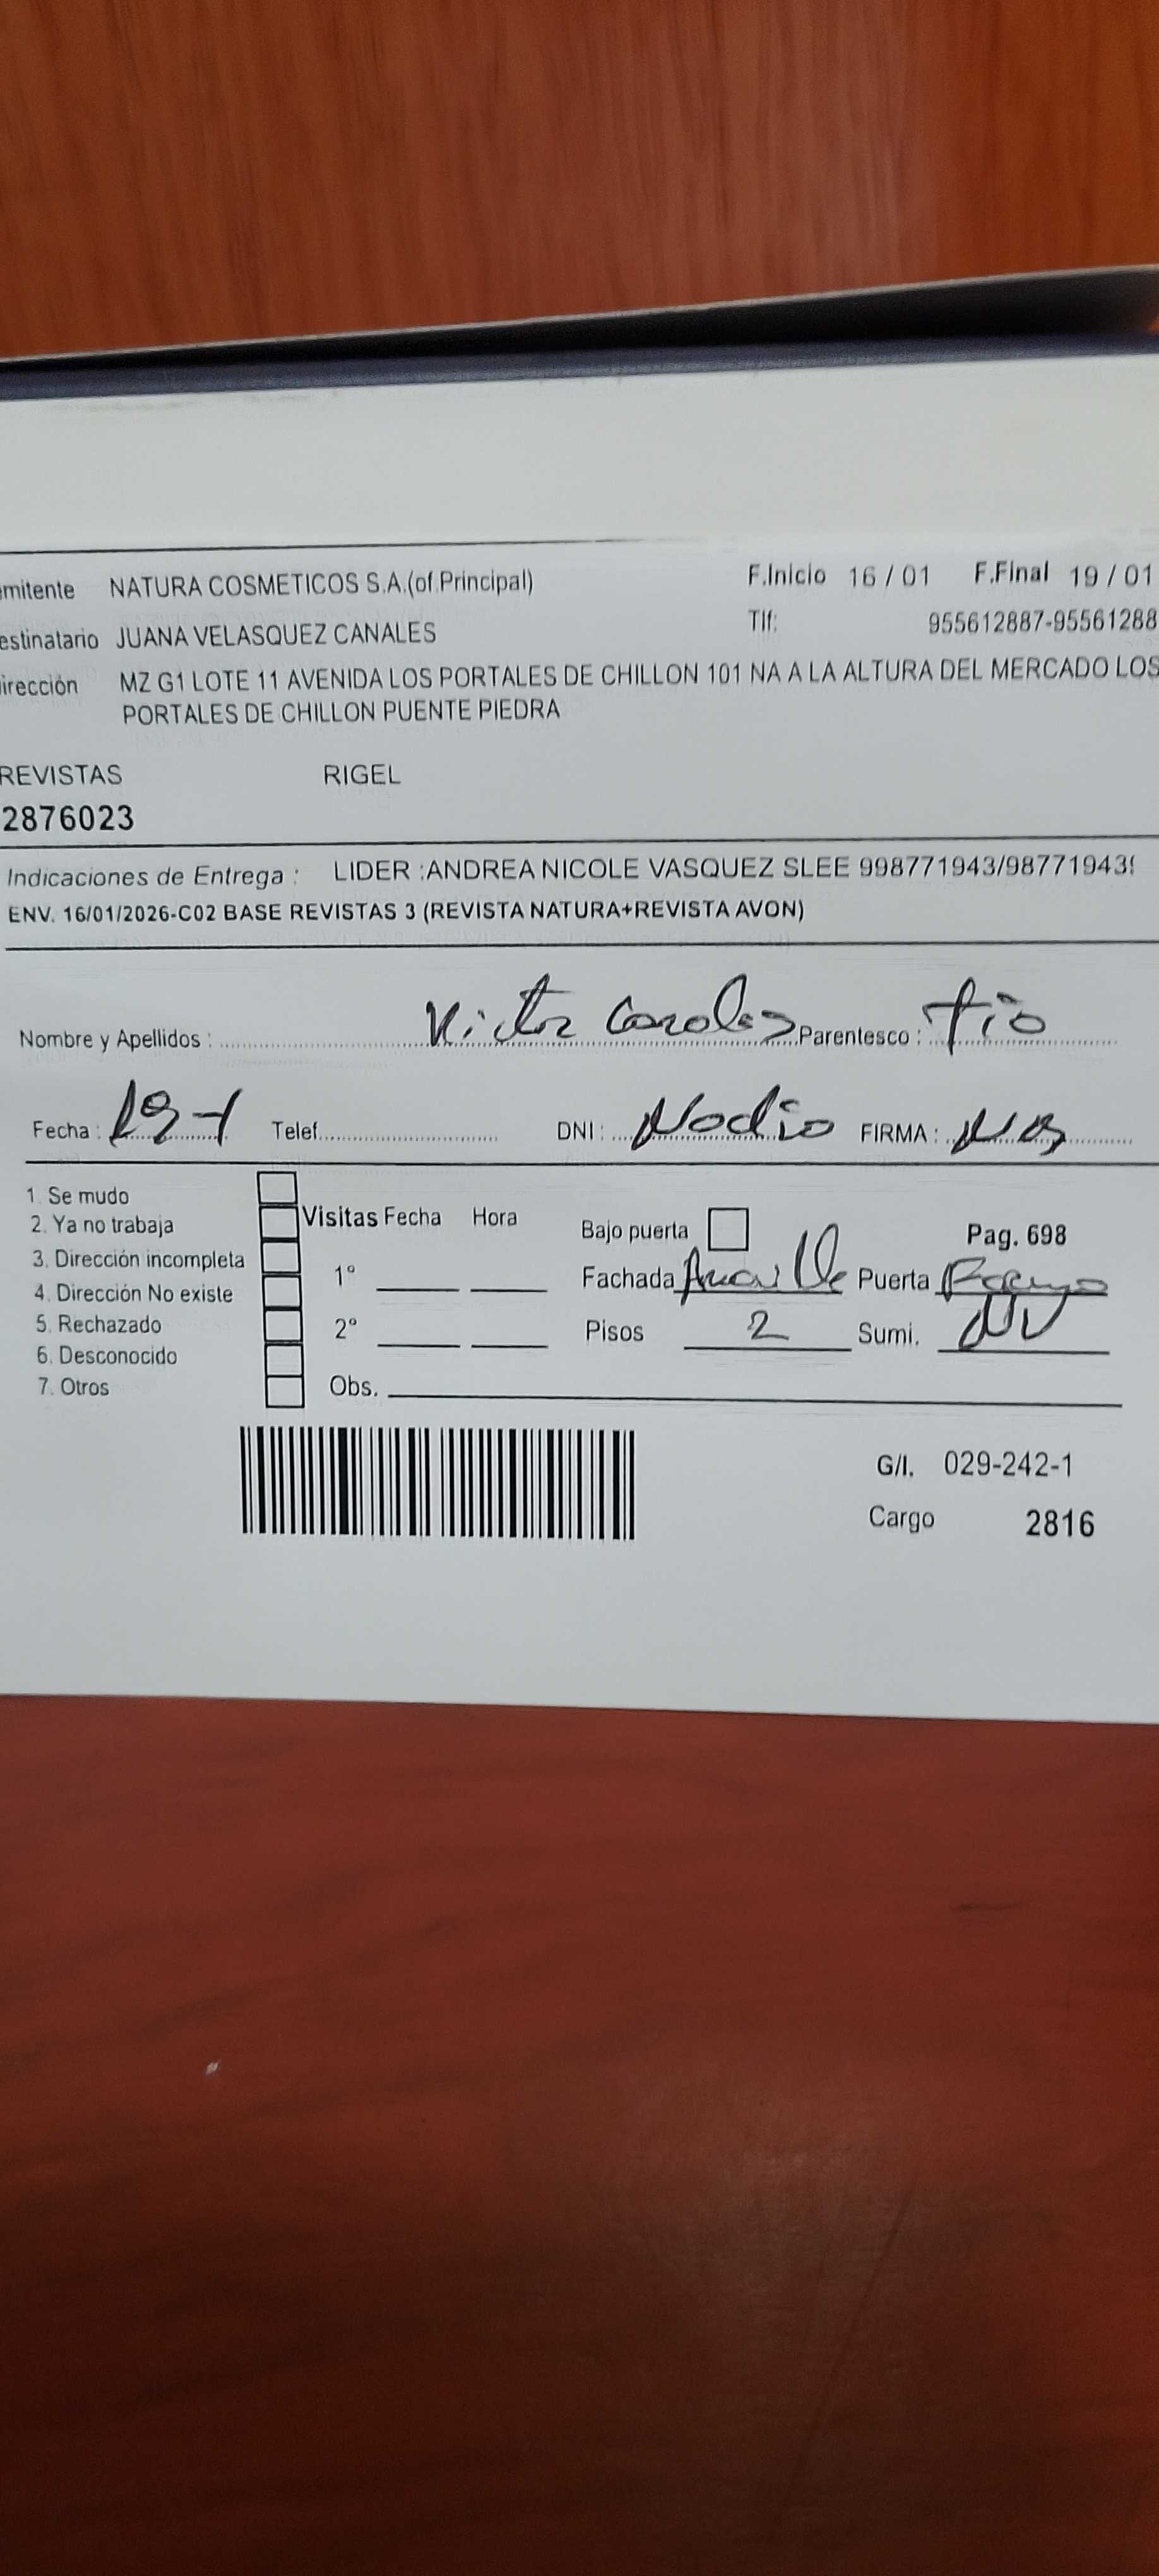 mitente NATURA COSMETICOS S.A.(of.Principal) F.Inicio 16 / 01 F.Final 19 / 01
estinatario JUANA VELASQUEZ CANALES Tlf: 955612887-95561288
irección MZ G1 LOTE 11 AVENIDA LOS PORTALES DE CHILLON 101 NA A LA ALTURA DEL MERCADO LOS
PORTALES DE CHILLON PUENTE PIEDRA
REVISTAS RIGEL
2876023
Indicaciones de Entrega : LIDER :ANDREA NICOLE VASQUEZ SLEE 998771943/98771943
ENV. 16/01/2026-C02 BASE REVISTAS 3 (REVISTA NATURA+REVISTA AVON)
Nombre y Apellidos : Victor Canales Parentesco : tio
Fecha : 19-1 Telef. DNI : No dio FIRMA :
1. Se mudo
2. Ya no trabaja
3. Dirección incompleta
4. Dirección No existe
5. Rechazado
6. Desconocido
7. Otros
Visitas Fecha Hora
1°
2°
Obs.
Bajo puerta Pag. 698
Fachada Puerta
Pisos 2 Sumi. NV
G/I. 029-242-1
Cargo 2816